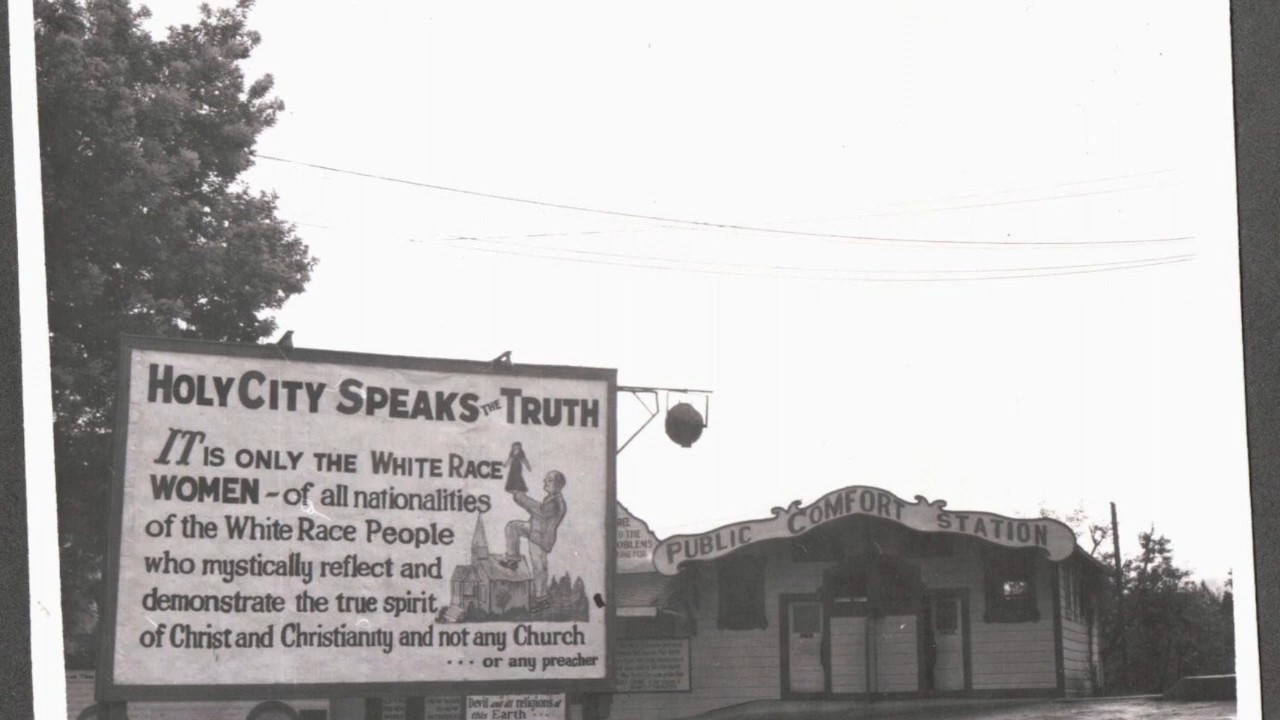 HOLY CITY SPEAKS THE TRUTH
IT IS ONLY THE WHITE RACE
WOMEN - of all nationalities
of the White Race People
who mystically reflect and
demonstrate the true spirit
of Christ and Christianity and not any Church
... or any preacher
PUBLIC COMFORT STATION
TO THE
Devil and all religions of
this Earth ...